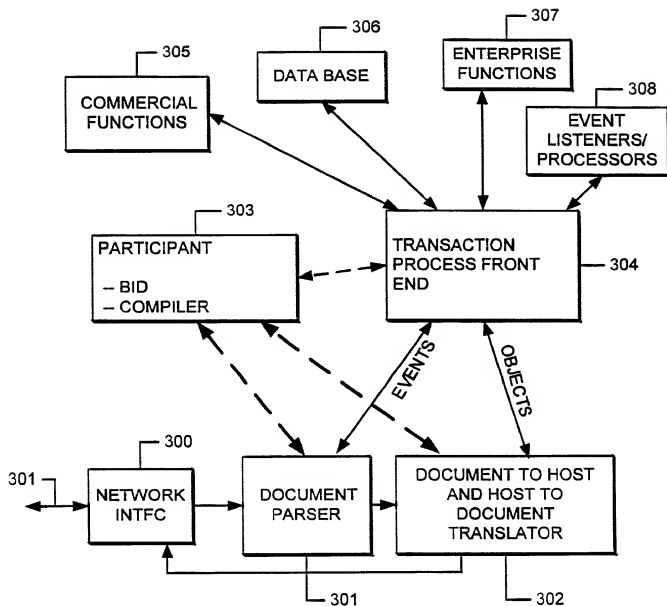 307
306
305
ENTERPRISE
FUNCTIONS
DATA BASE
308
COMMERCIAL
FUNCTIONS
EVENT
LISTENERS/
PROCESSORS
303
PARTICIPANT
-- BID
-- COMPILER
TRANSACTION
PROCESS FRONT
END
304
EVENTS
OBJECTS
300
301
NETWORK
INTFC
DOCUMENT
PARSER
DOCUMENT TO HOST
AND HOST TO
DOCUMENT
TRANSLATOR
301
302